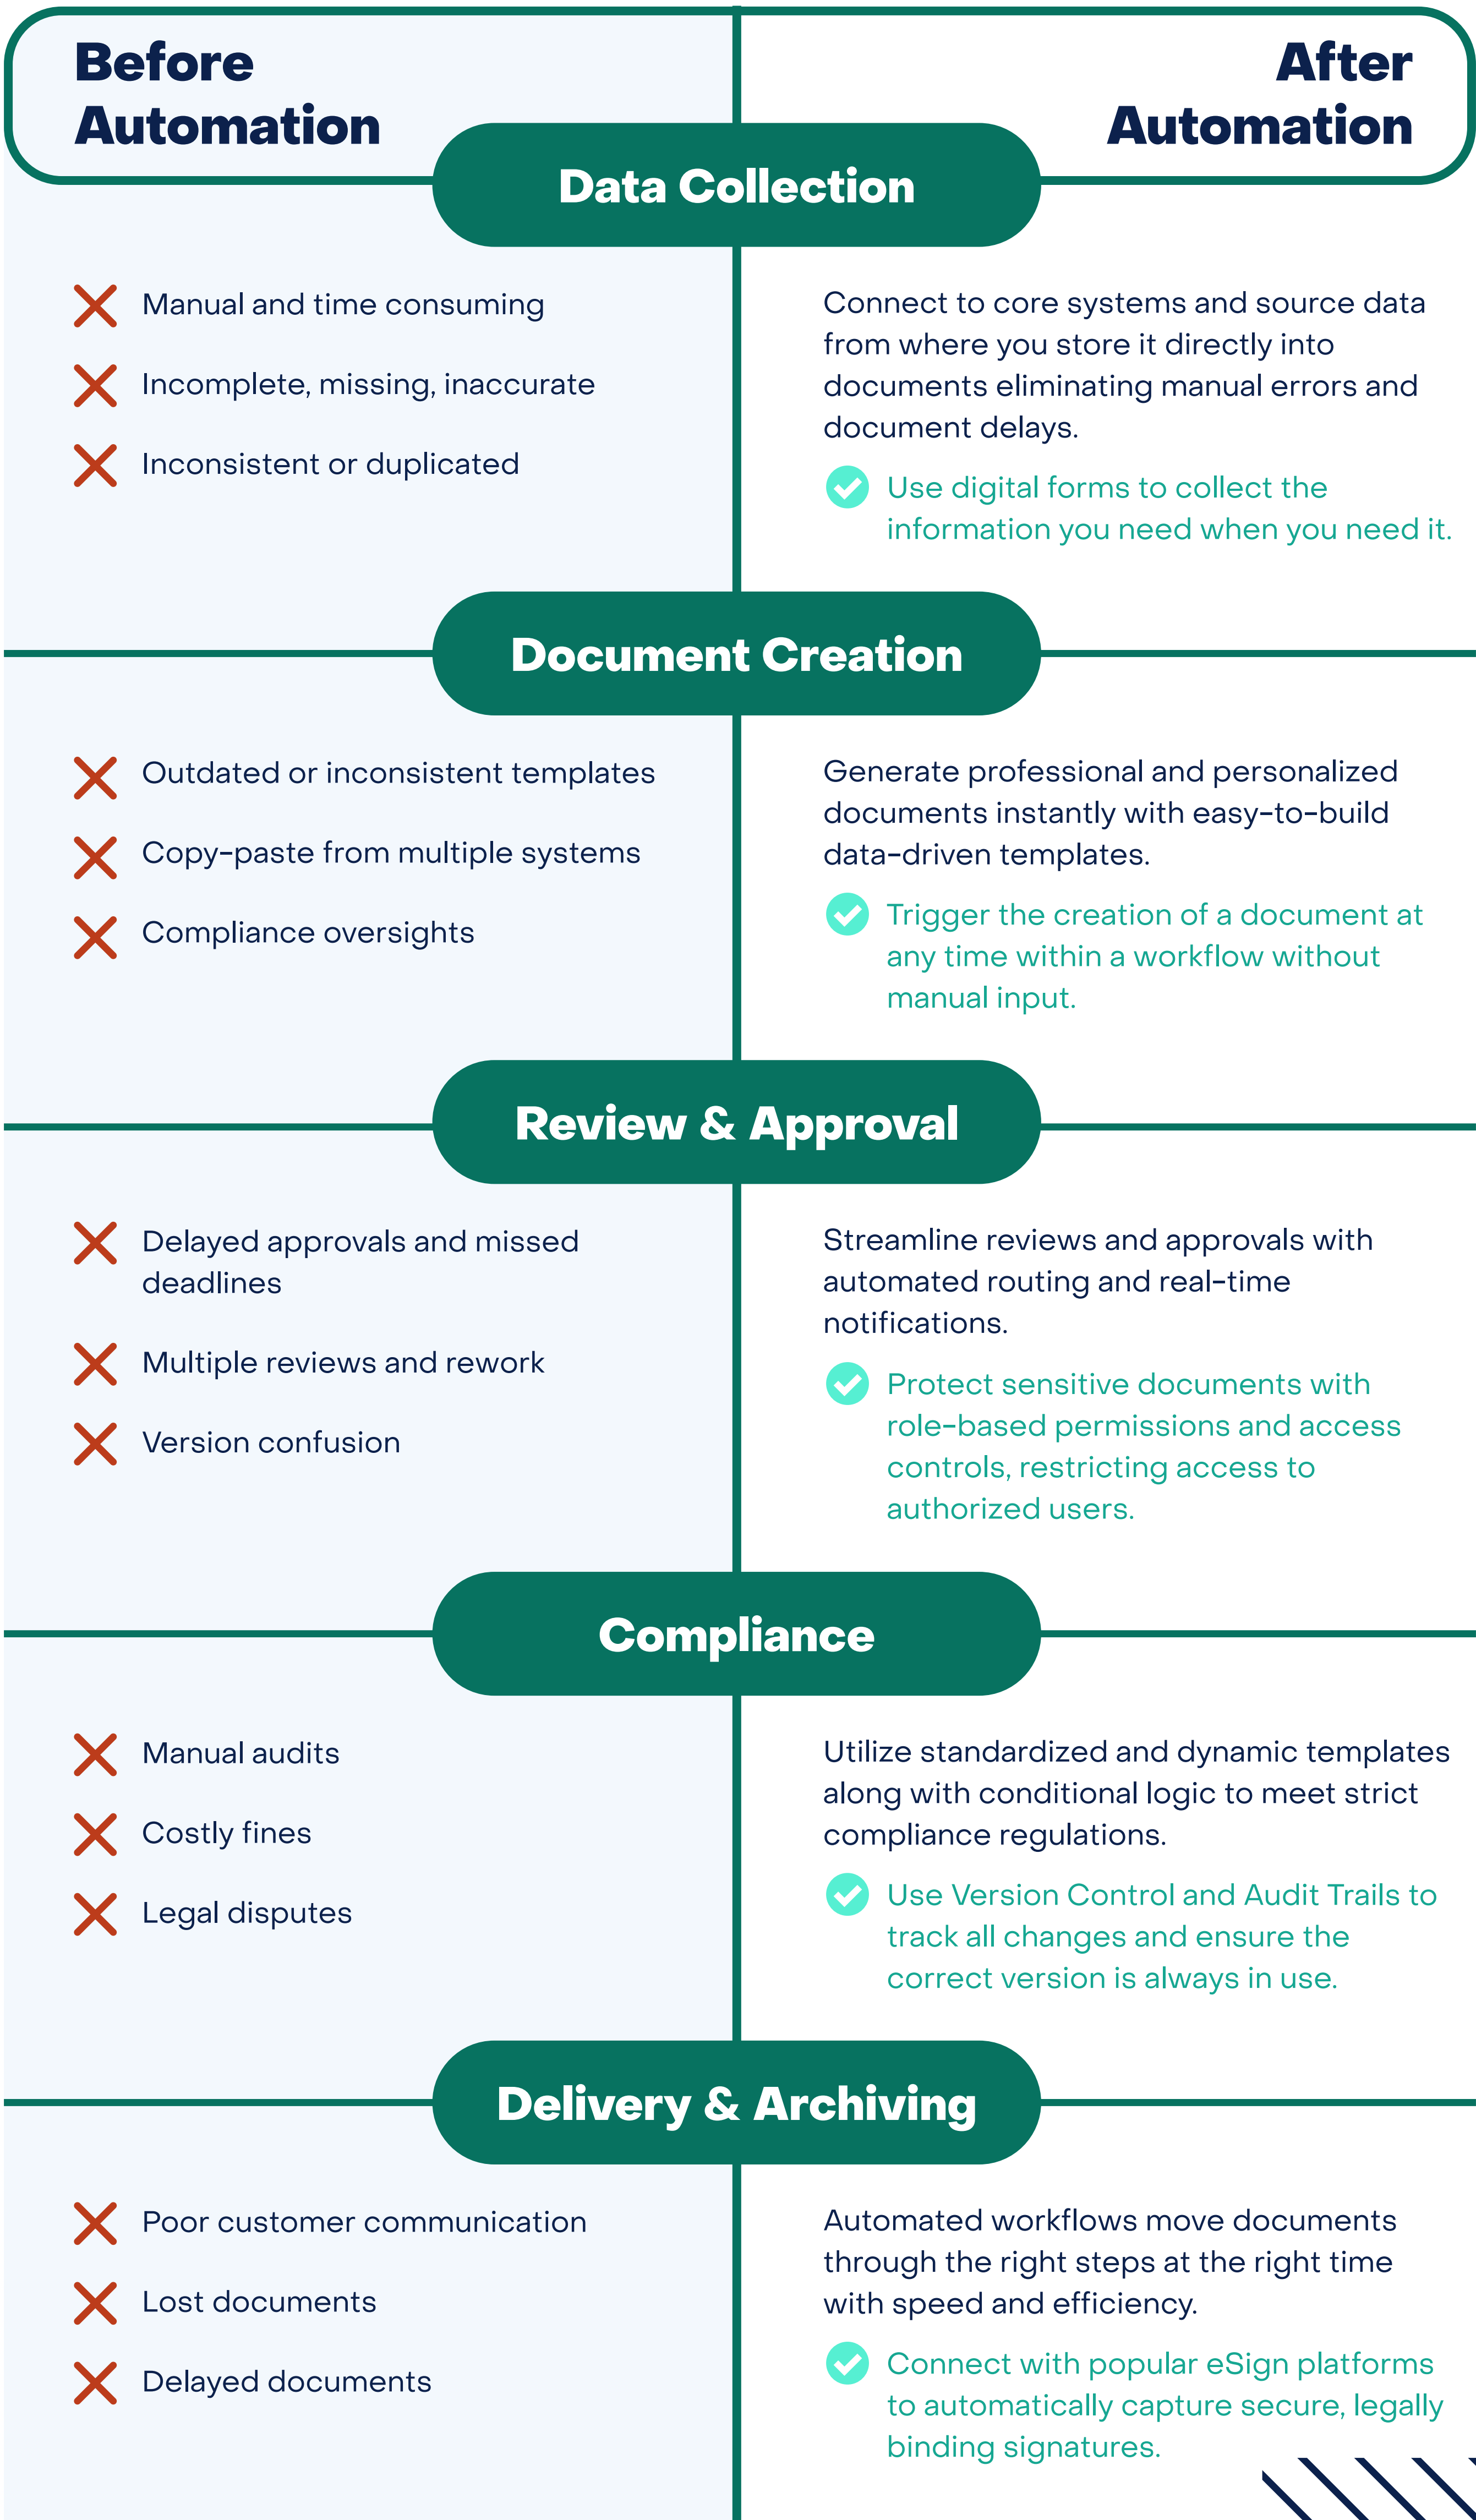 Before
Automation
After
Automation
Data Collection
Manual and time consuming
Incomplete, missing, inaccurate
Inconsistent or duplicated
Connect to core systems and source data
from where you store it directly into
documents eliminating manual errors and
document delays.
Use digital forms to collect the
information you need when you need it.
Document Creation
Outdated or inconsistent templates
Copy-paste from multiple systems
Compliance oversights
Generate professional and personalized
documents instantly with easy-to-build
data-driven templates.
Trigger the creation of a document at
any time within a workflow without
manual input.
Review & Approval
Delayed approvals and missed
deadlines
Multiple reviews and rework
Version confusion
Streamline reviews and approvals with
automated routing and real-time
notifications.
Protect sensitive documents with
role-based permissions and access
controls, restricting access to
authorized users.
Compliance
Manual audits
Costly fines
Legal disputes
Utilize standardized and dynamic templates
along with conditional logic to meet strict
compliance regulations.
Use Version Control and Audit Trails to
track all changes and ensure the
correct version is always in use.
Delivery & Archiving
Poor customer communication
Lost documents
Delayed documents
Automated workflows move documents
through the right steps at the right time
with speed and efficiency.
Connect with popular eSign platforms
to automatically capture secure, legally
binding signatures.